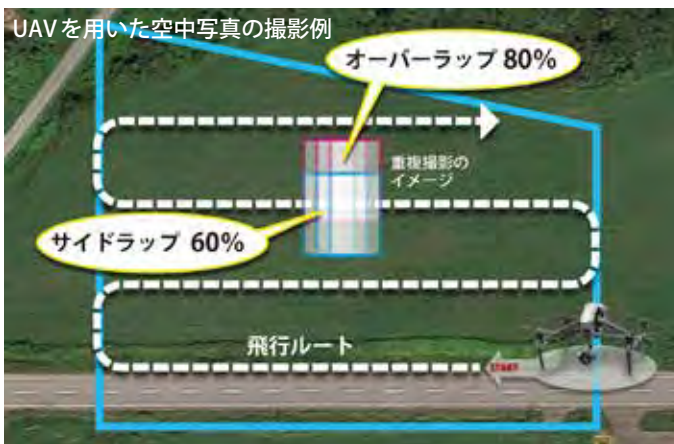 UAVを用いた空中写真の撮影例
オーバーラップ 80%
重複撮影の
イメージ
サイドラップ 60%
飛行ルート
START